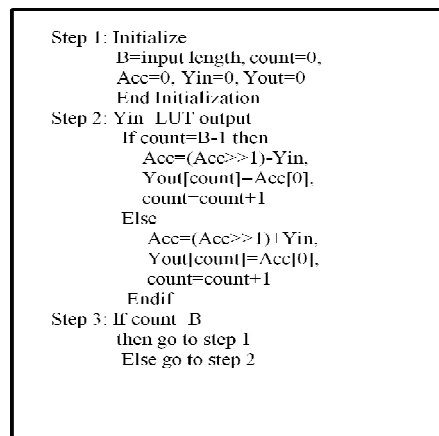 Step 1: Initialize
B=input length, count=0,
Acc=0, Yin=0, Yout=0
End Initialization
Step 2: Yin LUT output
If count=B-1 then
Acc=(Acc>>1)-Yin,
Yout[count]=Acc[0],
count=count+1
Else
Acc=(Acc>>1)+Yin,
Yout[count]=Acc[0],
count=count+1
Endif
Step 3: If count B
then go to step 1
Else go to step 2